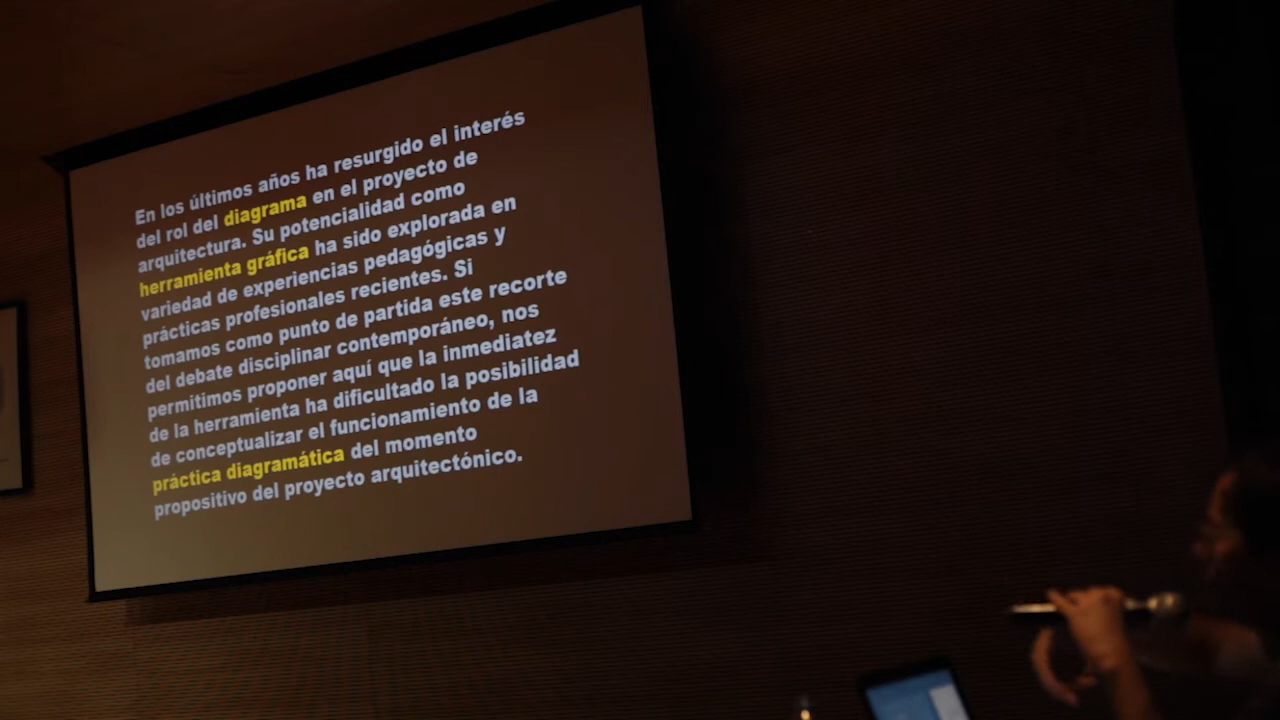 En los últimos años ha resurgido el interés
del rol del diagrama en el proyecto de
arquitectura. Su potencialidad como
herramienta gráfica ha sido explorada en
variedad de experiencias pedagógicas y
prácticas profesionales recientes. Si
tomamos como punto de partida este recorte
del debate disciplinar contemporáneo, nos
permitimos proponer aquí que la inmediatez
de la herramienta ha dificultado la posibilidad
de conceptualizar el funcionamiento de la
práctica diagramática del momento
propositivo del proyecto arquitectónico.